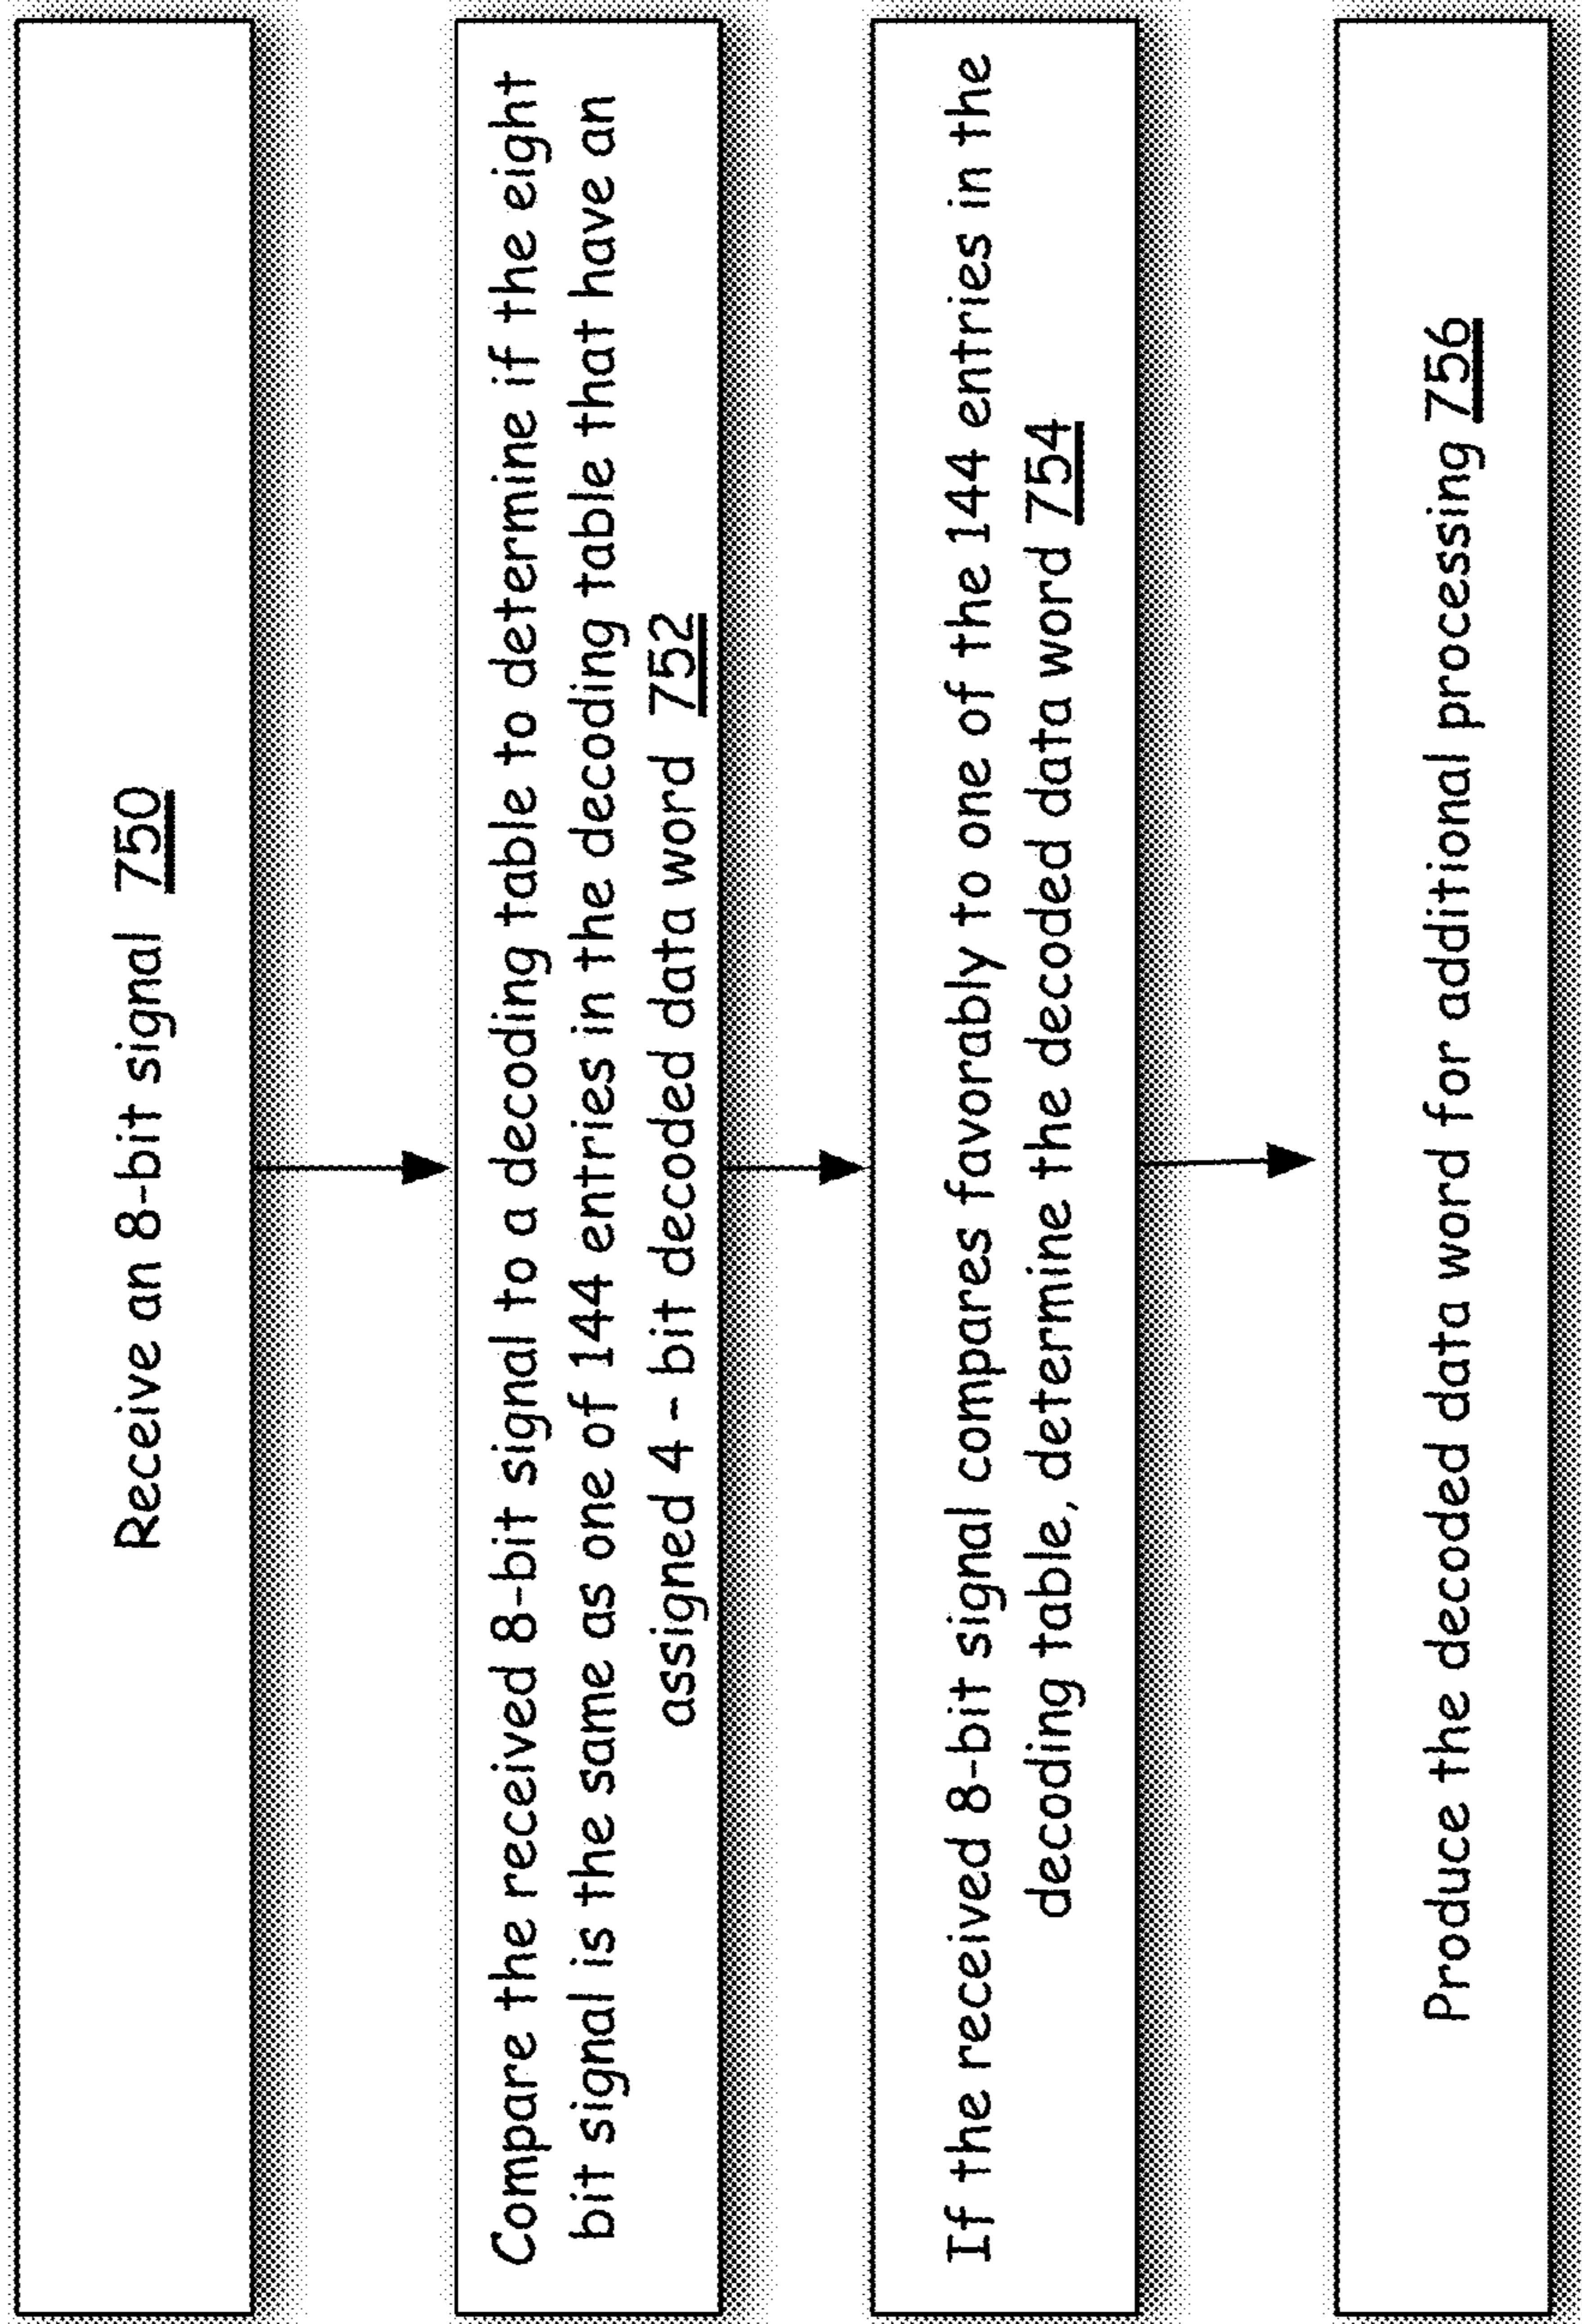 Receive an 8-bit signal 750
Compare the received 8-bit signal to a decoding table to determine if the eight
bit signal is the same as one of 144 entries in the decoding table that have an
assigned 4 - bit decoded data word 752
If the received 8-bit signal compares favorably to one of the 144 entries in the
decoding table, determine the decoded data word 754
Produce the decoded data word for additional processing 756